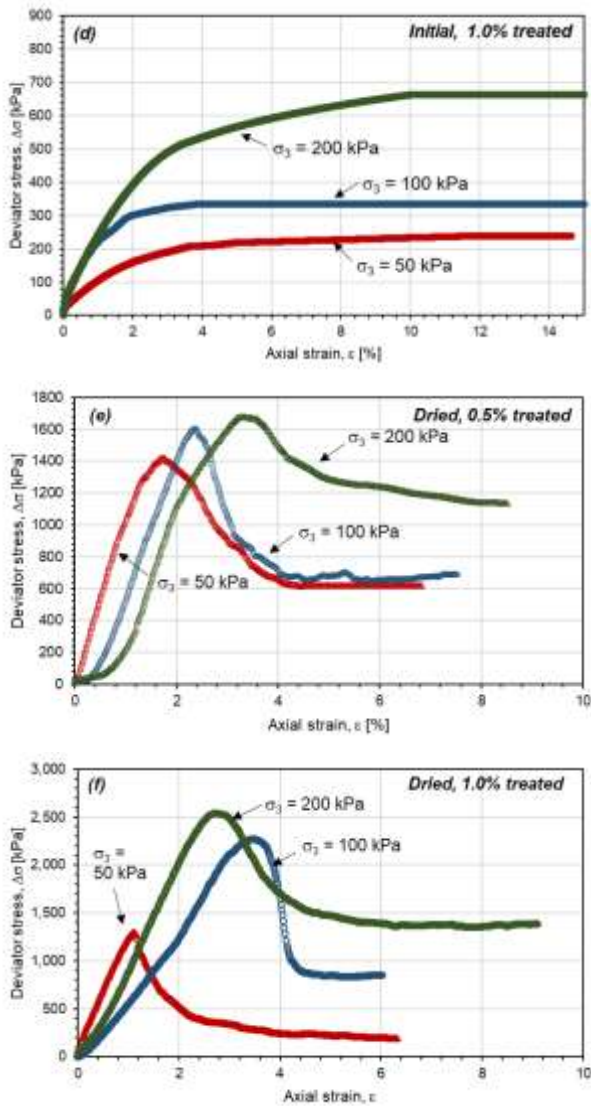 (d)
Initial, 1.0% treated
900
800
700
600
500
400
300
200
100
0
Deviator stress, Δσ [kPa]
σ3 = 200 kPa
σ3 = 100 kPa
σ3 = 50 kPa
0 2 4 6 8 10 12 14
Axial strain, ε [%]
(e)
Dried, 0.5% treated
1800
1600
1400
1200
1000
800
600
400
200
0
Deviator stress, Δσ [kPa]
σ3 = 200 kPa
σ3 = 100 kPa
σ3 = 50 kPa
0 2 4 6 8 10
Axial strain, ε [%]
(f)
Dried, 1.0% treated
3,000
2,500
2,000
1,500
1,000
500
0
Deviator stress, Δσ [kPa]
σ3 = 200 kPa
σ3 = 100 kPa
σ3 =
50 kPa
0 2 4 6 8 10
Axial strain, ε